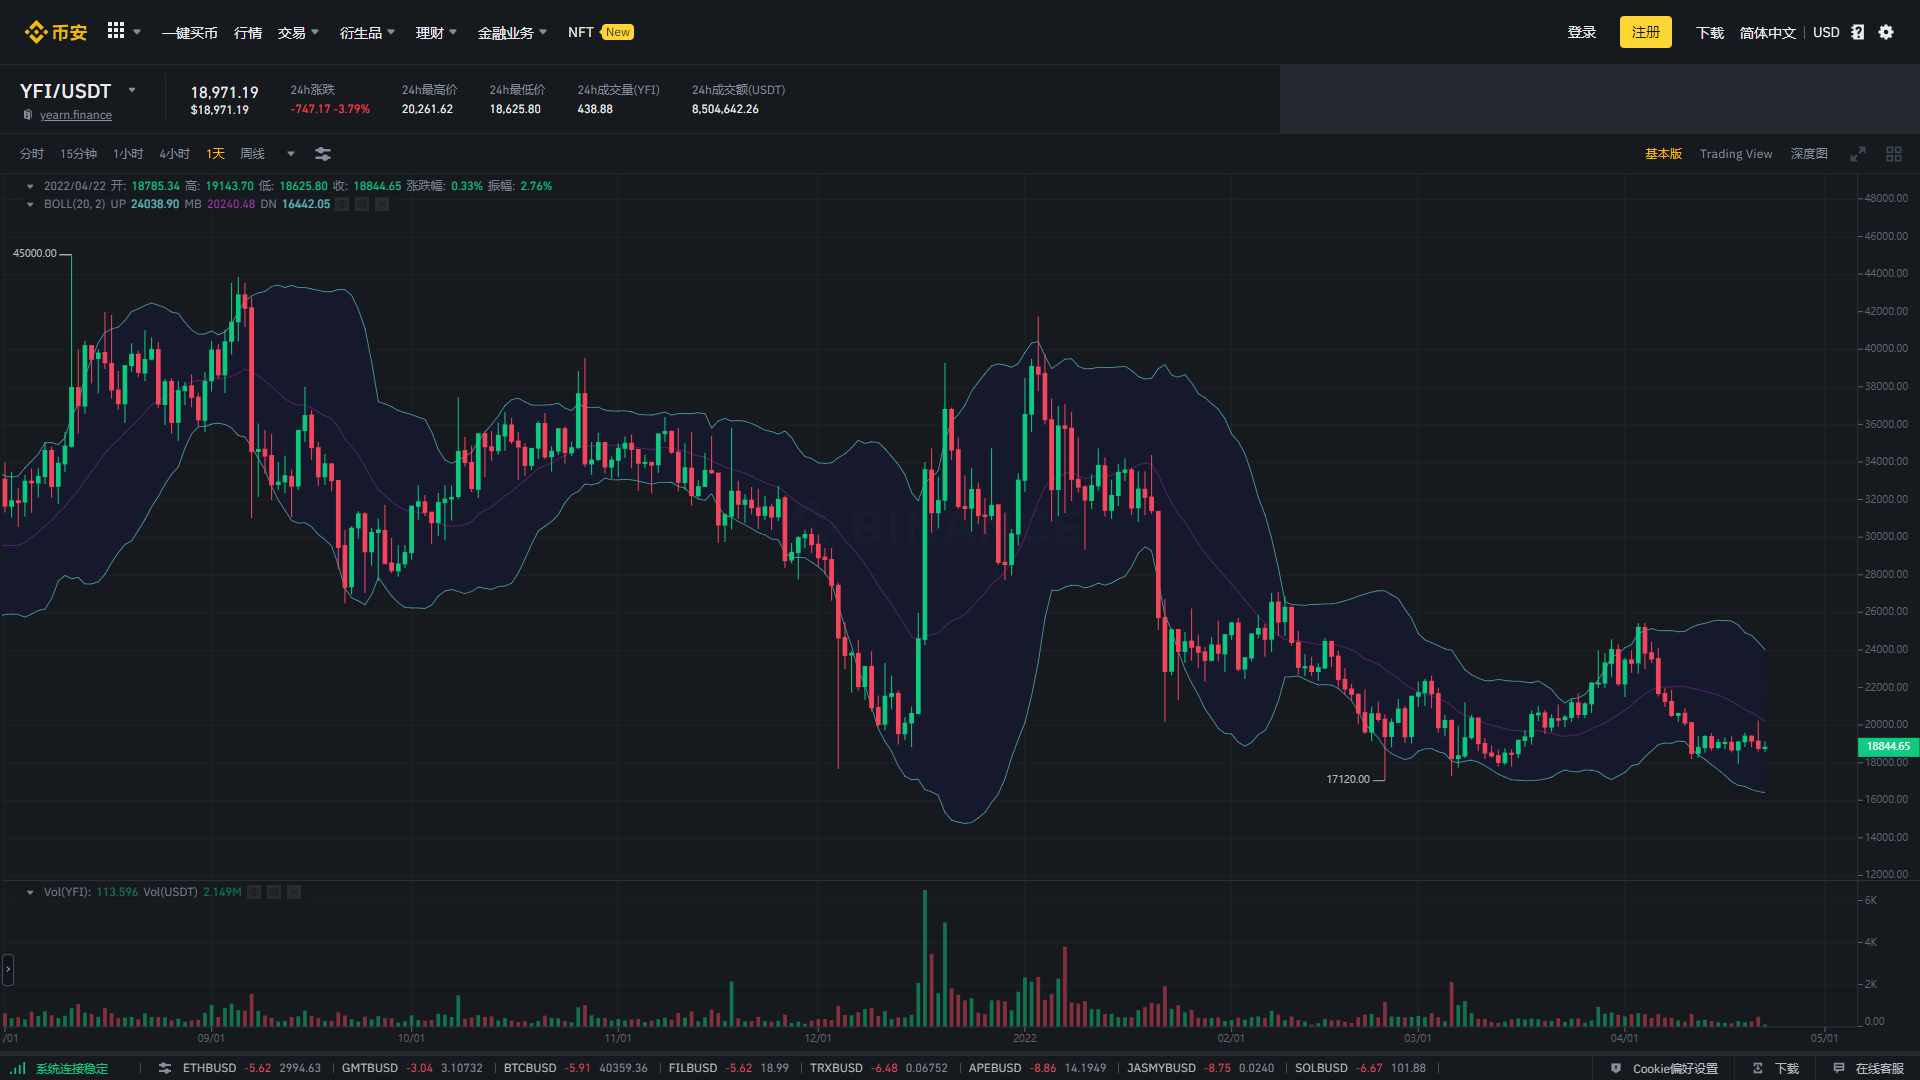 币安 一键买币 行情 交易 衍生品 理财 金融业务 NFT New 登录 注册 下载 简体中文 USD
YFI/USDT 18,971.19 24h涨跌 24h最高价 24h最低价 24h成交量(YFI) 24h成交额(USDT)
yearn.finance $18,971.19 -747.17 -3.79% 20,261.62 18,625.80 438.88 8,504,642.26
分时 15分钟 1小时 4小时 1天 周线 基本版 Trading View 深度图
2022/04/22 开: 18785.34 高: 19143.70 低: 18625.80 收: 18844.65 涨跌幅: 0.33% 振幅: 2.76%
BOLL(20, 2) UP 24038.90 MB 20240.48 DN 16442.05
48000.00
46000.00
45000.00
44000.00
42000.00
40000.00
38000.00
36000.00
34000.00
32000.00
BINANCE
30000.00
28000.00
26000.00
24000.00
22000.00
20000.00
18844.65
18000.00
17120.00
16000.00
14000.00
12000.00
Vol(YFI): 113.596 Vol(USDT) 2.149M
6K
4K
2K
0.00
/01 09/01 10/01 11/01 12/01 2022 02/01 03/01 04/01 05/01
系统连接稳定 ETHBUSD -5.62 2994.63 GMTBUSD -3.04 3.10732 BTCBUSD -5.91 40359.36 FILBUSD -5.62 18.99 TRXBUSD -6.48 0.06752 APEBUSD -8.86 14.1949 JASMYBUSD -8.75 0.0240 SOLBUSD -6.67 101.88 Cookie偏好设置 下载 在线客服